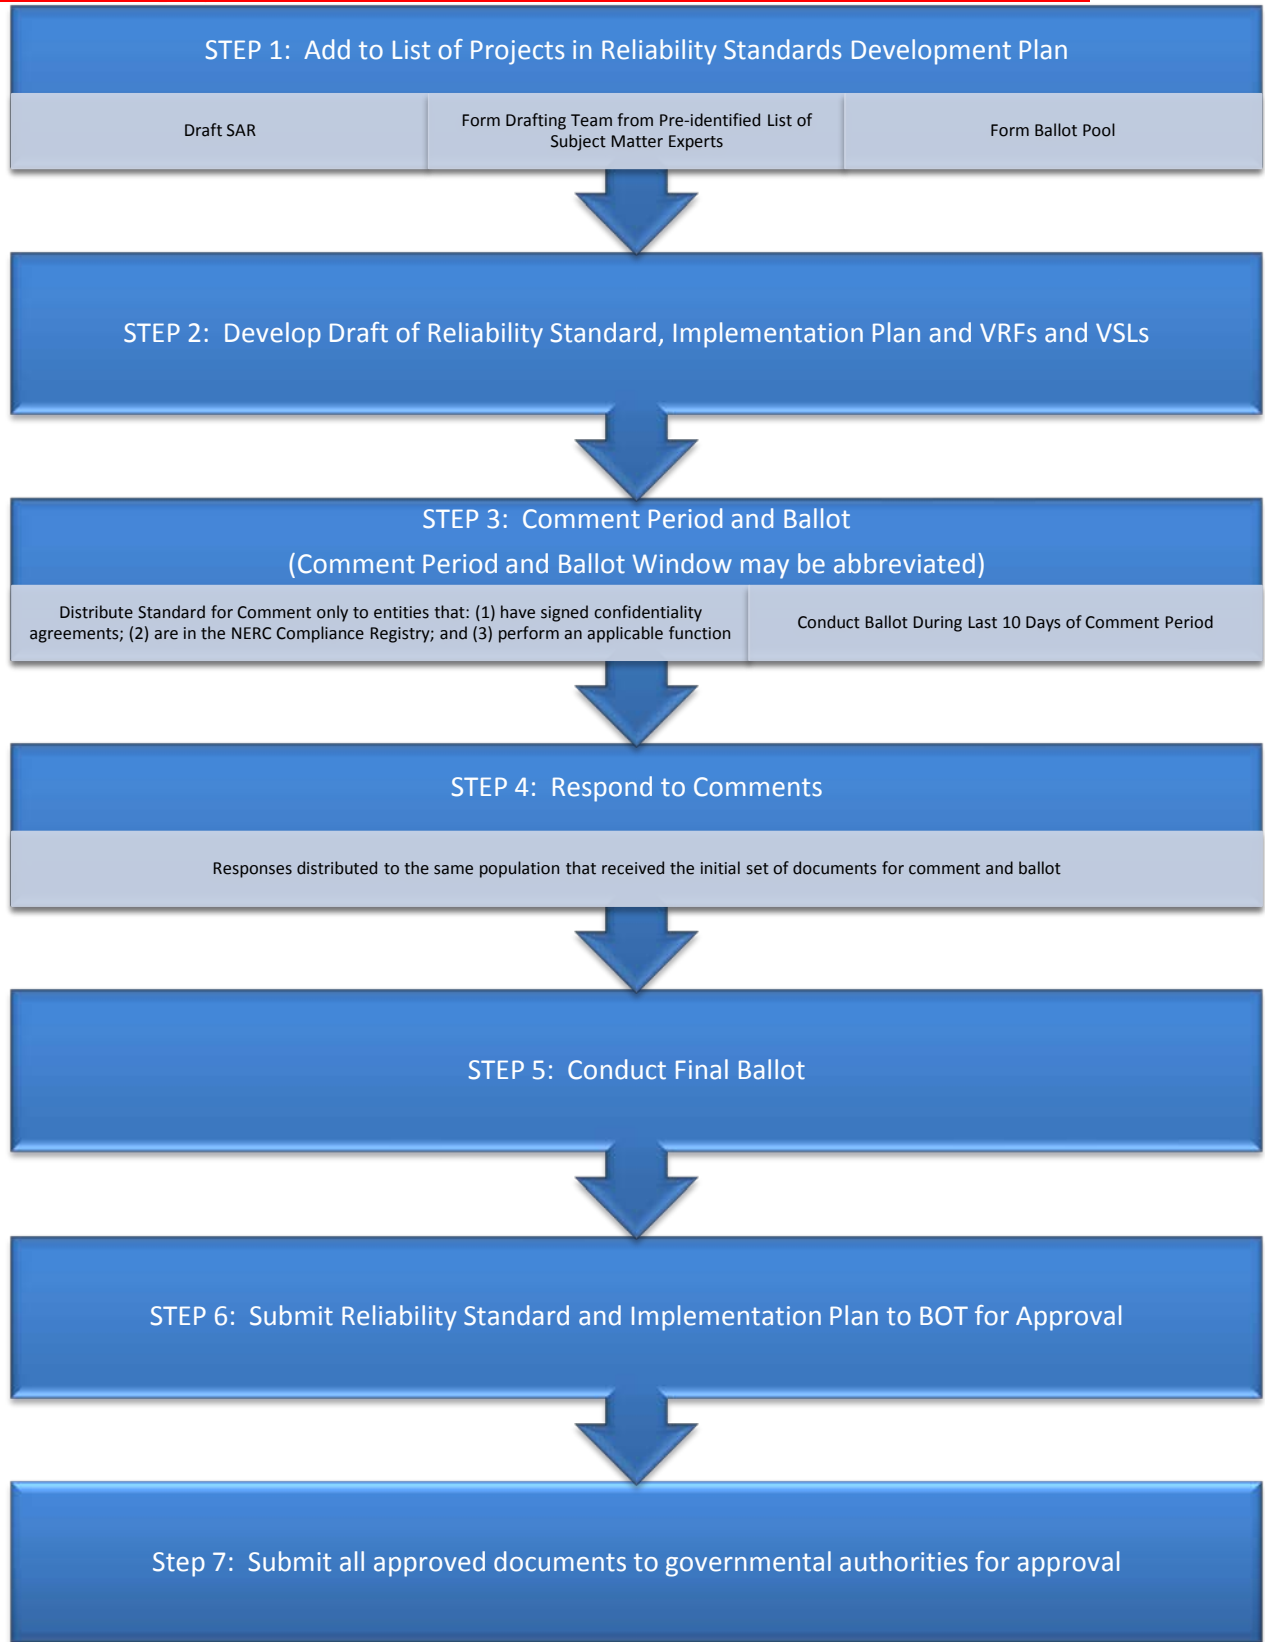 STEP 1: Add to List of Projects in Reliability Standards Development Plan
Draft SAR
Form Drafting Team from Pre-identified List of
Subject Matter Experts
Form Ballot Pool
STEP 2: Develop Draft of Reliability Standard, Implementation Plan and VRFs and VSLs
STEP 3: Comment Period and Ballot
(Comment Period and Ballot Window may be abbreviated)
Distribute Standard for Comment only to entities that: (1) have signed confidentiality
agreements; (2) are in the NERC Compliance Registry; and (3) perform an applicable function
Conduct Ballot During Last 10 Days of Comment Period
STEP 4: Respond to Comments
Responses distributed to the same population that received the initial set of documents for comment and ballot
STEP 5: Conduct Final Ballot
STEP 6: Submit Reliability Standard and Implementation Plan to BOT for Approval
Step 7: Submit all approved documents to governmental authorities for approval